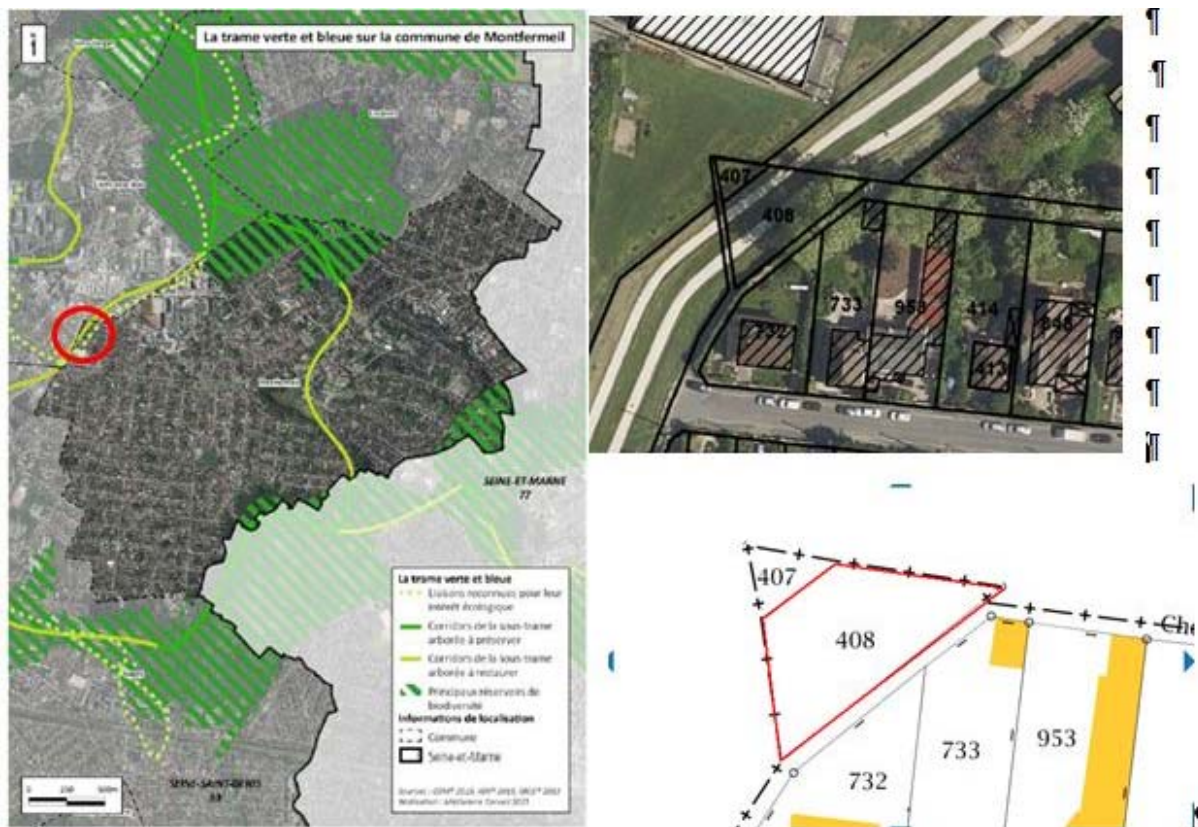 La trame verte et bleue sur la commune de Montfermeil
SEINE-ET-MARNE
77
SEINE-SAINT-DENIS
93
La trame verte et bleue
Liaisons reconnues pour leur
intérêt écologique
Corridors de la sous-trame
arborée à préserver
Corridors de la sous-trame
arborée à restaurer
Principaux réservoirs de
biodiversité
Informations de localisation
Commune
Seine-et-Marne
0
250
500m
407
408
732
733
953
414
413
407
408
732
733
953
Che
¶
¶
¶
¶
¶
¶
¶
¶
¶